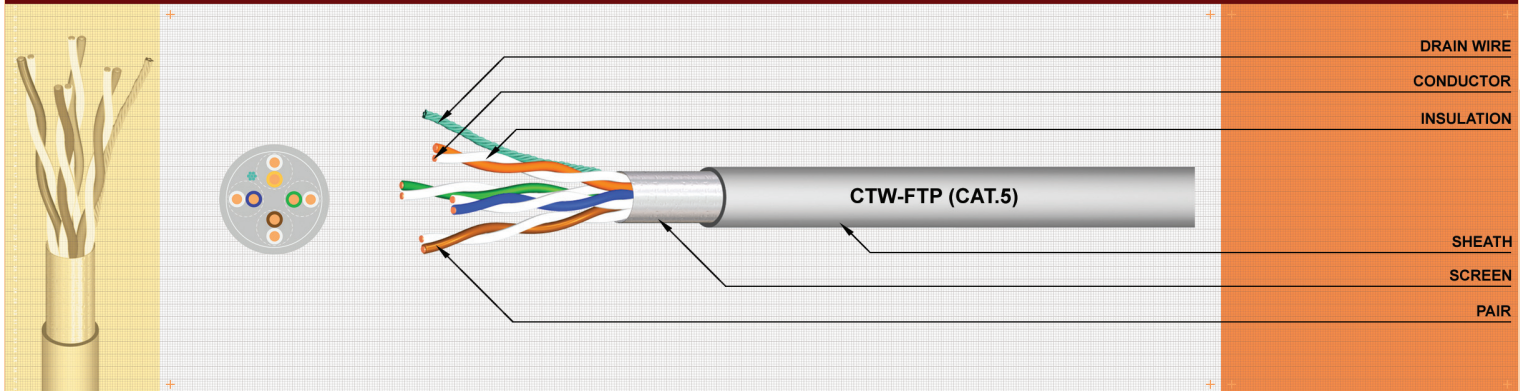 DRAIN WIRE
CONDUCTOR
INSULATION
CTW-FTP (CAT.5)
SHEATH
SCREEN
PAIR